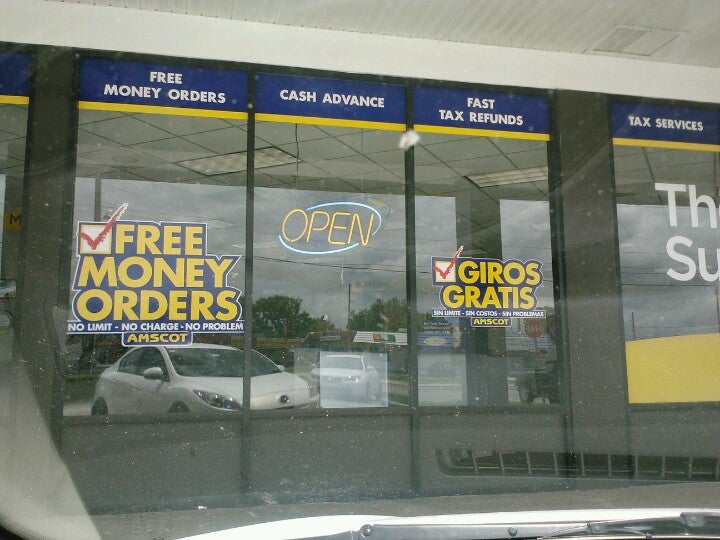 FREE
MONEY ORDERS
CASH ADVANCE
FAST
TAX REFUNDS
TAX SERVICES
OPEN
FREE
MONEY
ORDERS
NO LIMIT - NO CHARGE - NO PROBLEM
AMSCOT
GIROS
GRATIS
SIN LIMITE - SIN COSTOS - SIN PROBLEMAS
AMSCOT
Su